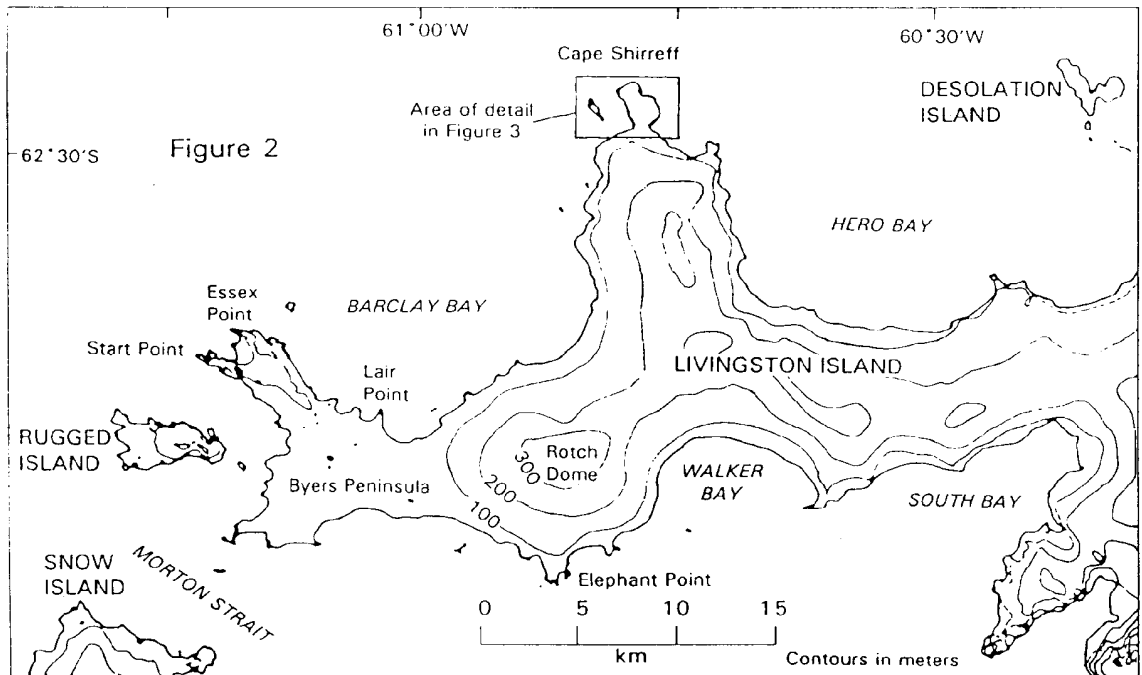 61°00'W
60°30'W
Cape Shirreff
DESOLATION
ISLAND
Area of detail
in Figure 3
Figure 2
62°30'S
HERO BAY
Essex
Point
BARCLAY BAY
Start Point
Lair
Point
LIVINGSTON ISLAND
RUGGED
ISLAND
Rotch
Dome
300
200
100
WALKER
BAY
Byers Peninsula
SOUTH BAY
SNOW
ISLAND
MORTON STRAIT
Elephant Point
0 5 10 15
km
Contours in meters